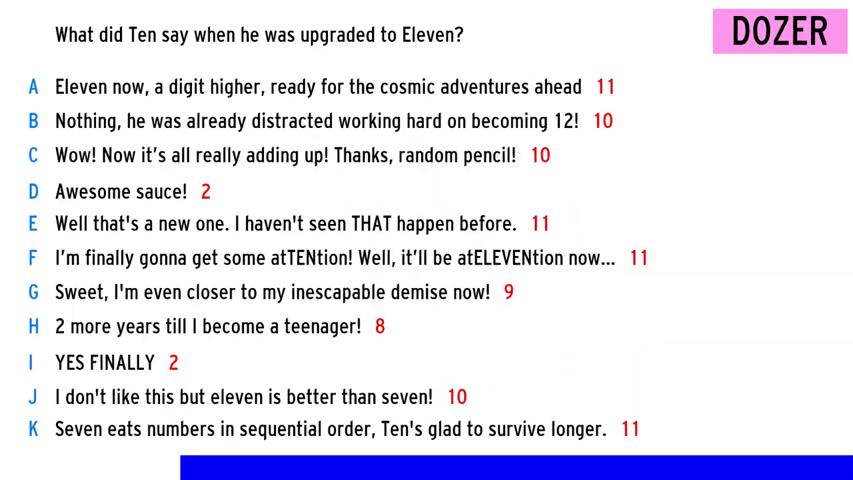 What did Ten say when he was upgraded to Eleven?
DOZER
A Eleven now, a digit higher, ready for the cosmic adventures ahead 11
B Nothing, he was already distracted working hard on becoming 12! 10
C Wow! Now it’s all really adding up! Thanks, random pencil! 10
D Awesome sauce! 2
E Well that's a new one. I haven't seen THAT happen before. 11
F I’m finally gonna get some atTENtion! Well, it’ll be atELEVENtion now... 11
G Sweet, I'm even closer to my inescapable demise now! 9
H 2 more years till I become a teenager! 8
I YES FINALLY 2
J I don't like this but eleven is better than seven! 10
K Seven eats numbers in sequential order, Ten's glad to survive longer. 11